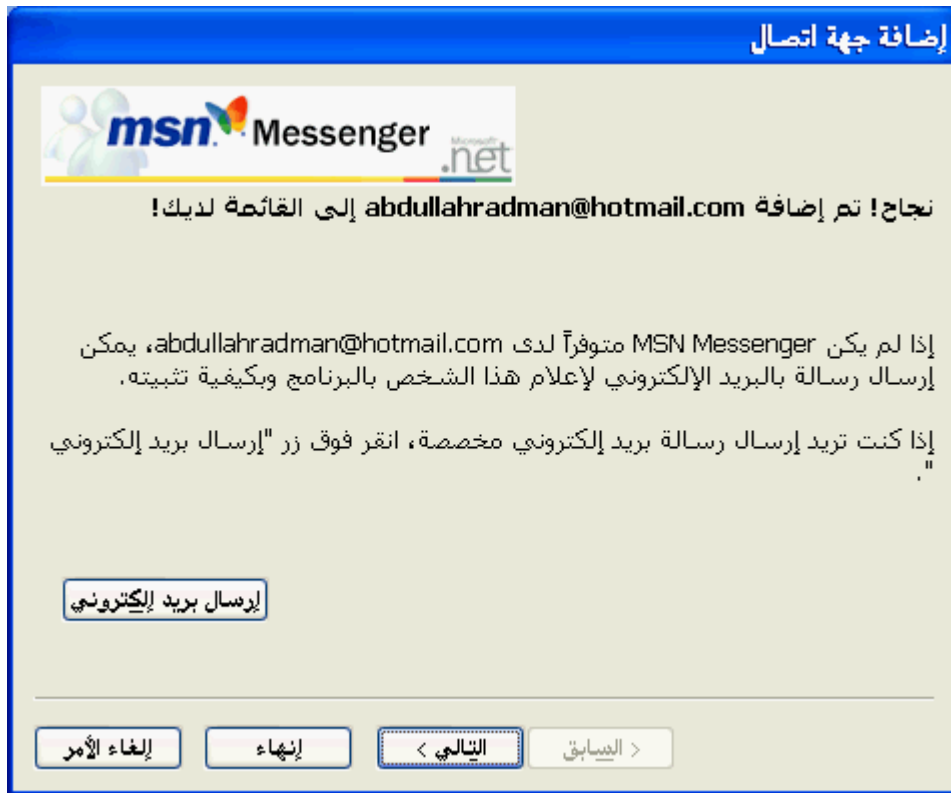 إضافة جهة اتصال
msn Messenger
Microsoft
.net
نجاح! تم إضافة abdullahradman@hotmail.com إلى القائمة لديك!
إذا لم يكن MSN Messenger متوفراً لدى abdullahradman@hotmail.com، يمكن
إرسال رسالة بالبريد الإلكتروني لإعلام هذا الشخص بالبرنامج وبكيفية تثبيته.
إذا كنت تريد إرسال رسالة بريد إلكتروني مخصصة، انقر فوق زر "إرسال بريد إلكتروني
".
إرسال بريد إلكتروني
< السابق
التالي >
إنهاء
إلغاء الأمر